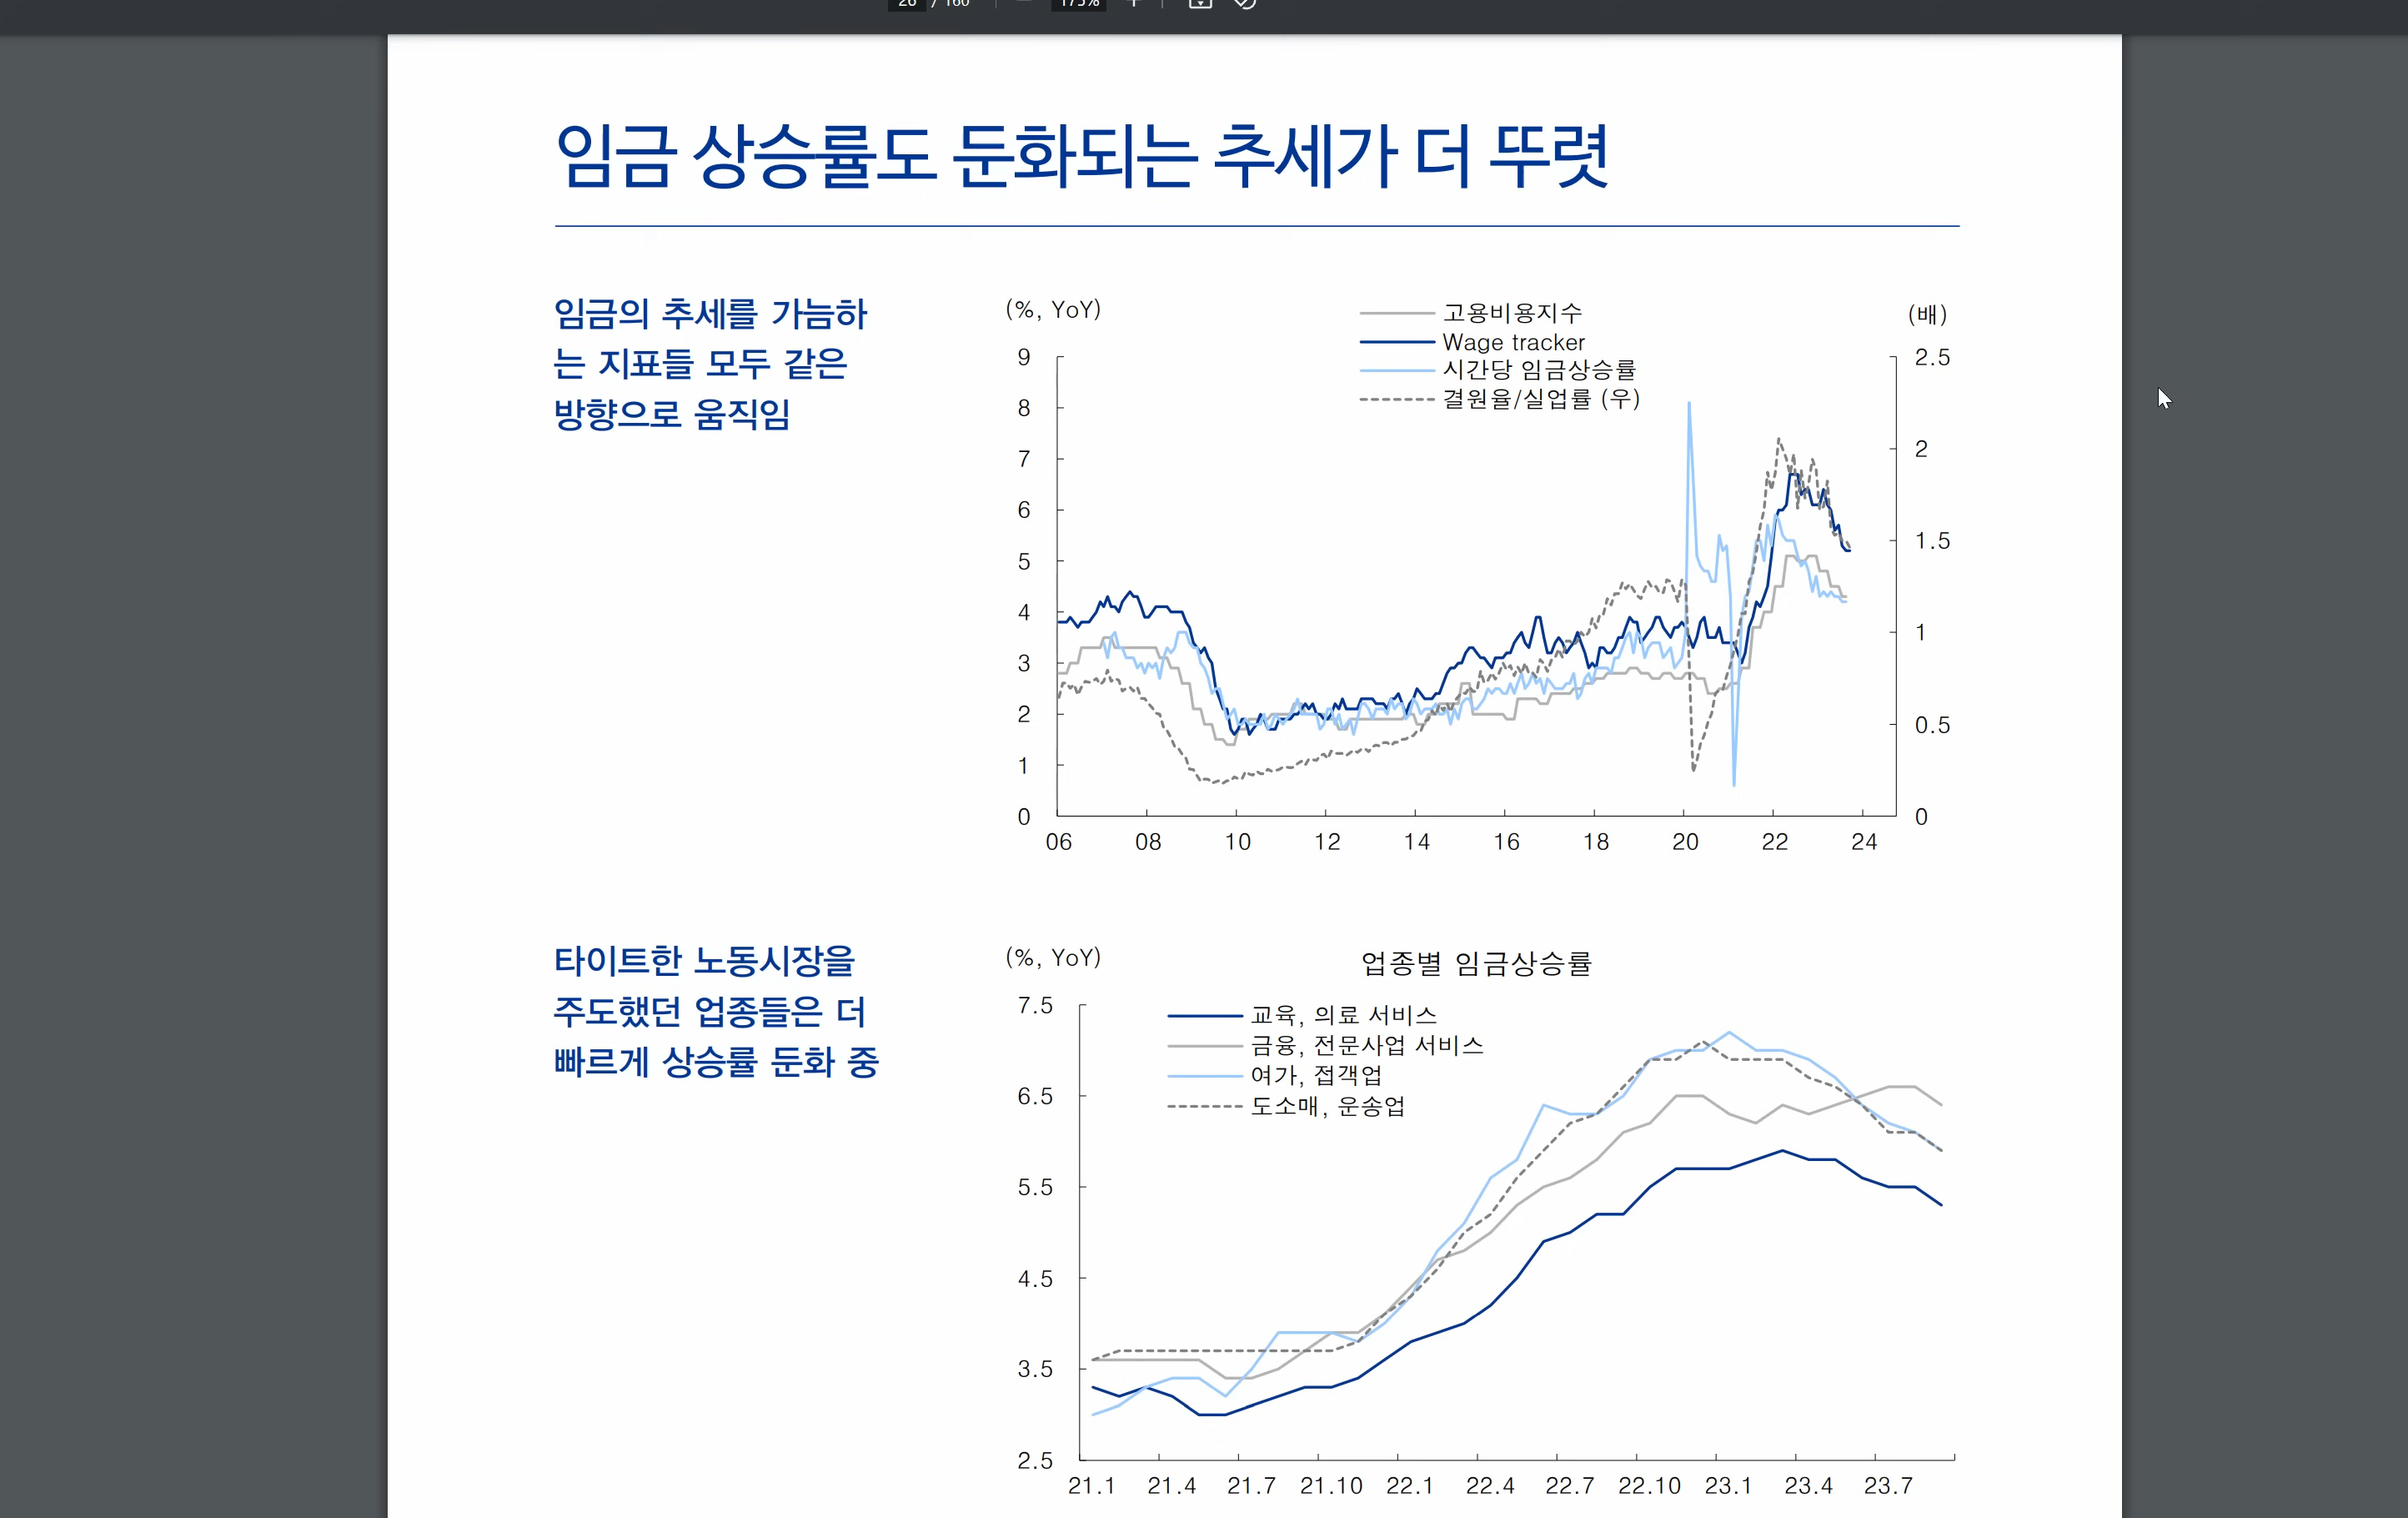 26 / 160
175%
임금 상승률도 둔화되는 추세가 더 뚜렷
임금의 추세를 가늠하
는 지표들 모두 같은
방향으로 움직임
(%, YoY)
고용비용지수
Wage tracker
시간당 임금상승률
결원율/실업률 (우)
(배)
9
8
7
6
5
4
3
2
1
0
2.5
2
1.5
1
0.5
0
06 08 10 12 14 16 18 20 22 24
타이트한 노동시장을
주도했던 업종들은 더
빠르게 상승률 둔화 중
(%, YoY)
업종별 임금상승률
교육, 의료 서비스
금융, 전문사업 서비스
여가, 접객업
도소매, 운송업
7.5
6.5
5.5
4.5
3.5
2.5
21.1 21.4 21.7 21.10 22.1 22.4 22.7 22.10 23.1 23.4 23.7